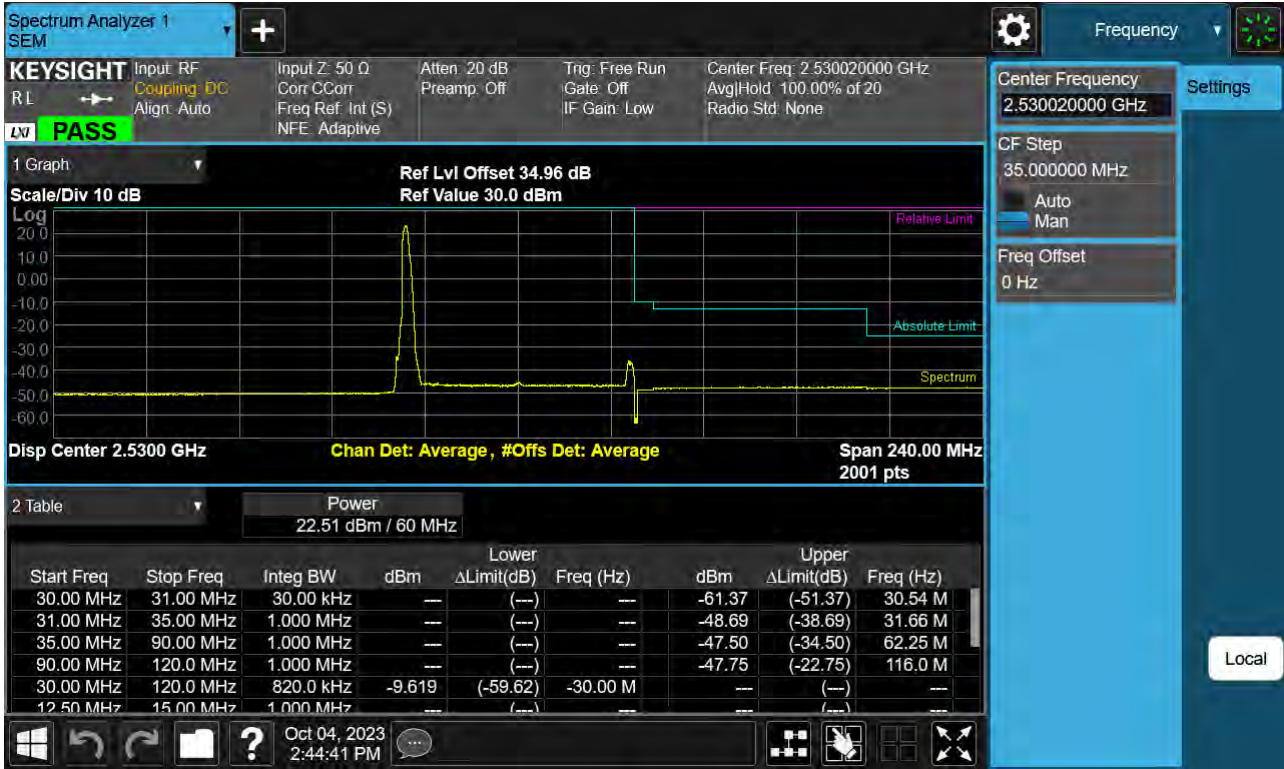 Spectrum Analyzer 1
SEM
Frequency
KEYSIGHT
RL
LXI
PASS
Input: RF
Coupling: DC
Align: Auto
Input Z: 50 Ω
Corr CCorr
Freq Ref: Int (S)
NFE: Adaptive
Atten: 20 dB
Preamp: Off
Trig: Free Run
Gate: Off
IF Gain: Low
Center Freq: 2.530020000 GHz
Avg|Hold: 100.00% of 20
Radio Std: None
Center Frequency
2.530020000 GHz
Settings
CF Step
35.000000 MHz
Auto
Man
Freq Offset
0 Hz
Local
1 Graph
Ref Lvl Offset 34.96 dB
Scale/Div 10 dB
Ref Value 30.0 dBm
Log
20.0
10.0
0.00
-10.0
-20.0
-30.0
-40.0
-50.0
-60.0
Relative Limit
Absolute Limit
Spectrum
Disp Center 2.5300 GHz
Chan Det: Average, #Offs Det: Average
Span 240.00 MHz
2001 pts
2 Table
Power
22.51 dBm / 60 MHz
Lower Upper
Start Freq Stop Freq Integ BW dBm ΔLimit(dB) Freq (Hz) dBm ΔLimit(dB) Freq (Hz)
30.00 MHz 31.00 MHz 30.00 kHz --- (---) --- -61.37 (-51.37) 30.54 M
31.00 MHz 35.00 MHz 1.000 MHz --- (---) --- -48.69 (-38.69) 31.66 M
35.00 MHz 90.00 MHz 1.000 MHz --- (---) --- -47.50 (-34.50) 62.25 M
90.00 MHz 120.0 MHz 1.000 MHz --- (---) --- -47.75 (-22.75) 116.0 M
30.00 MHz 120.0 MHz 820.0 kHz -9.619 (-59.62) -30.00 M --- (---) ---
12.50 MHz 15.00 MHz 1.000 MHz --- (---) --- --- (---) ---
?
Oct 04, 2023
2:44:41 PM